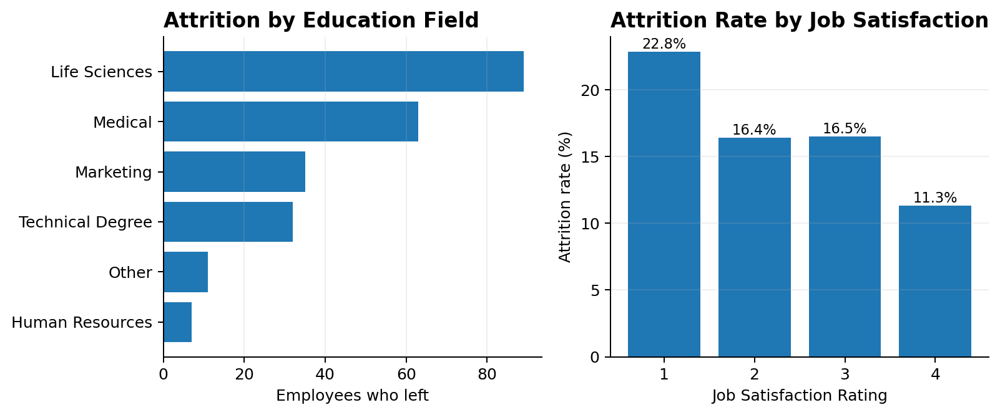 Attrition by Education Field
Life Sciences
Medical
Marketing
Technical Degree
Other
Human Resources
0 20 40 60 80
Employees who left
Attrition Rate by Job Satisfaction
Attrition rate (%)
20
15
10
5
0
22.8%
16.4%
16.5%
11.3%
1 2 3 4
Job Satisfaction Rating